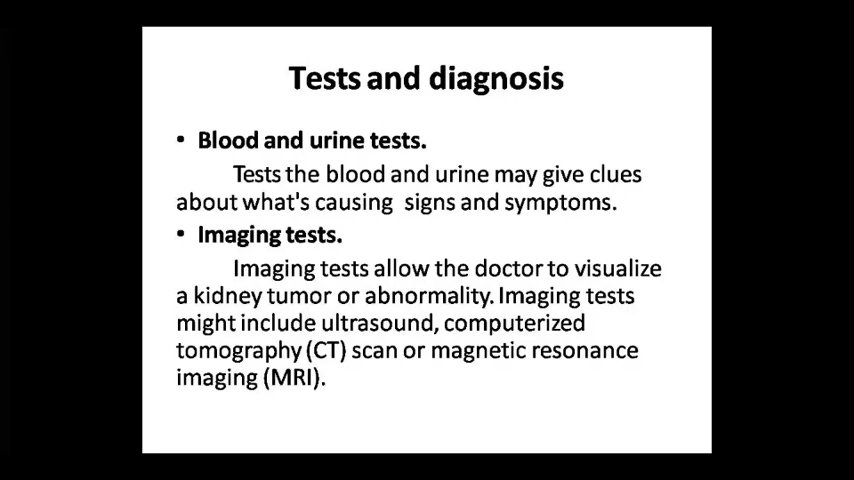 Tests and diagnosis
• Blood and urine tests.
Tests the blood and urine may give clues
about what's causing  signs and symptoms.
• Imaging tests.
Imaging tests allow the doctor to visualize
a kidney tumor or abnormality. Imaging tests
might include ultrasound, computerized
tomography (CT) scan or magnetic resonance
imaging (MRI).